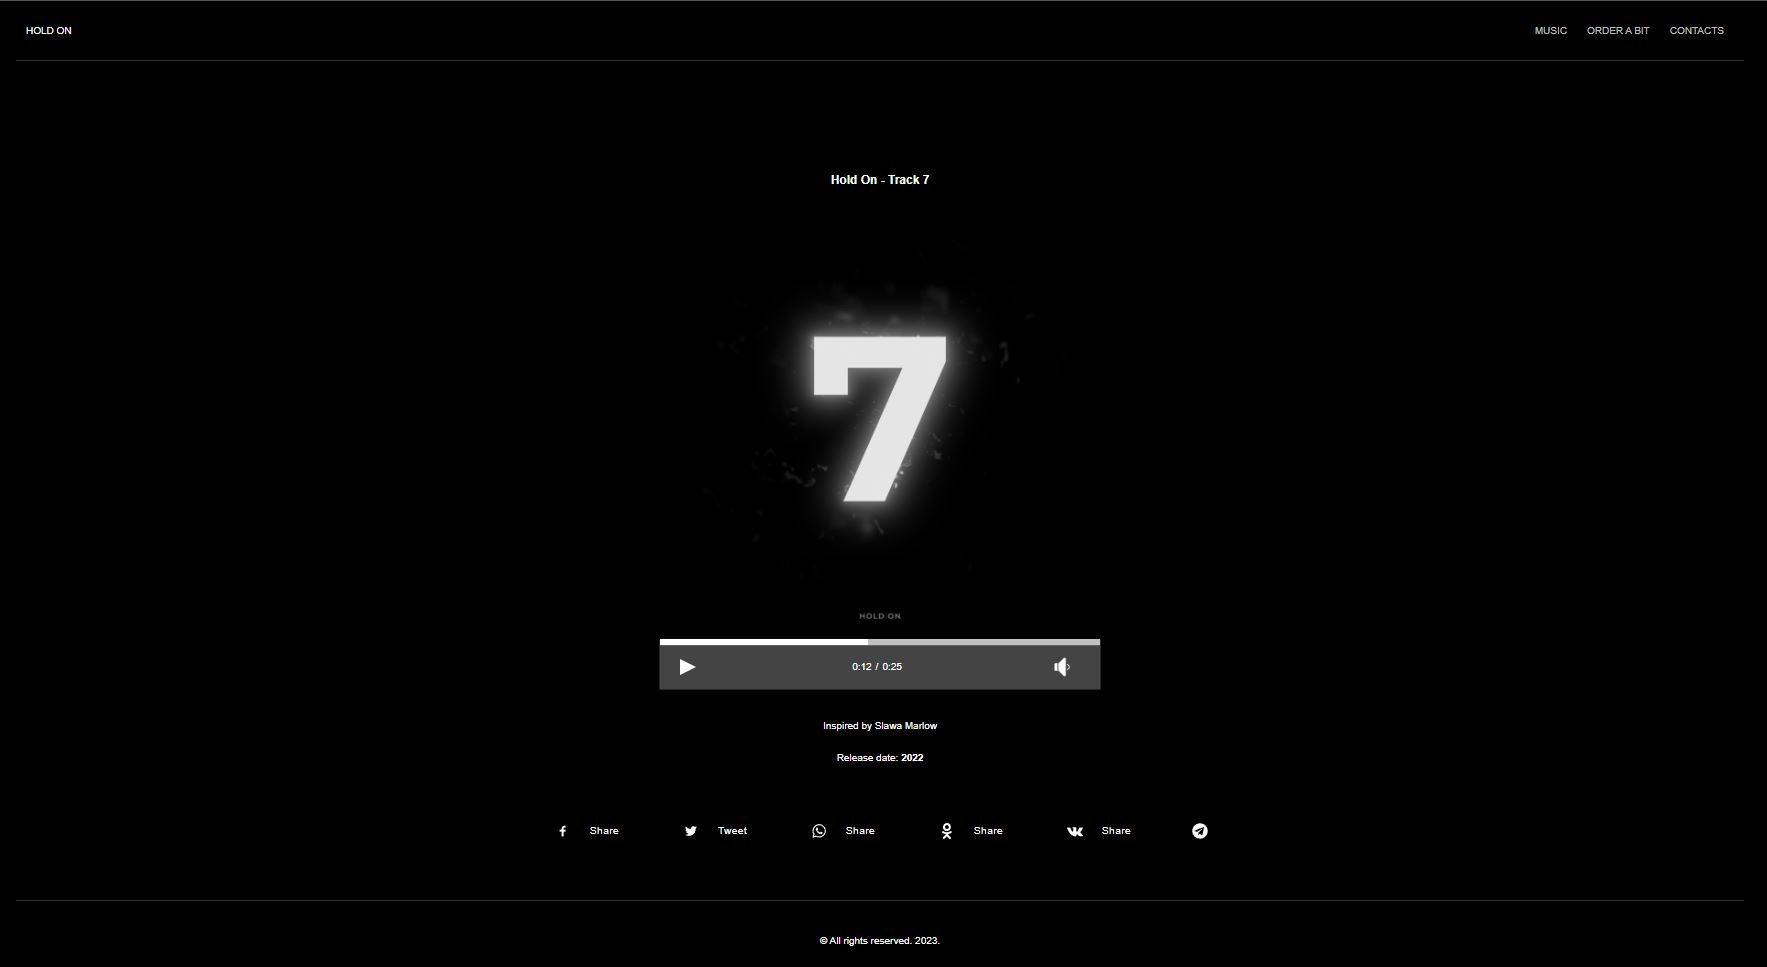 HOLD ON
MUSIC ORDER A BIT CONTACTS
Hold On - Track 7
7
HOLD ON
0:12 / 0:25
Inspired by Slawa Marlow
Release date: 2022
Share Tweet Share Share Share
© All rights reserved. 2023.